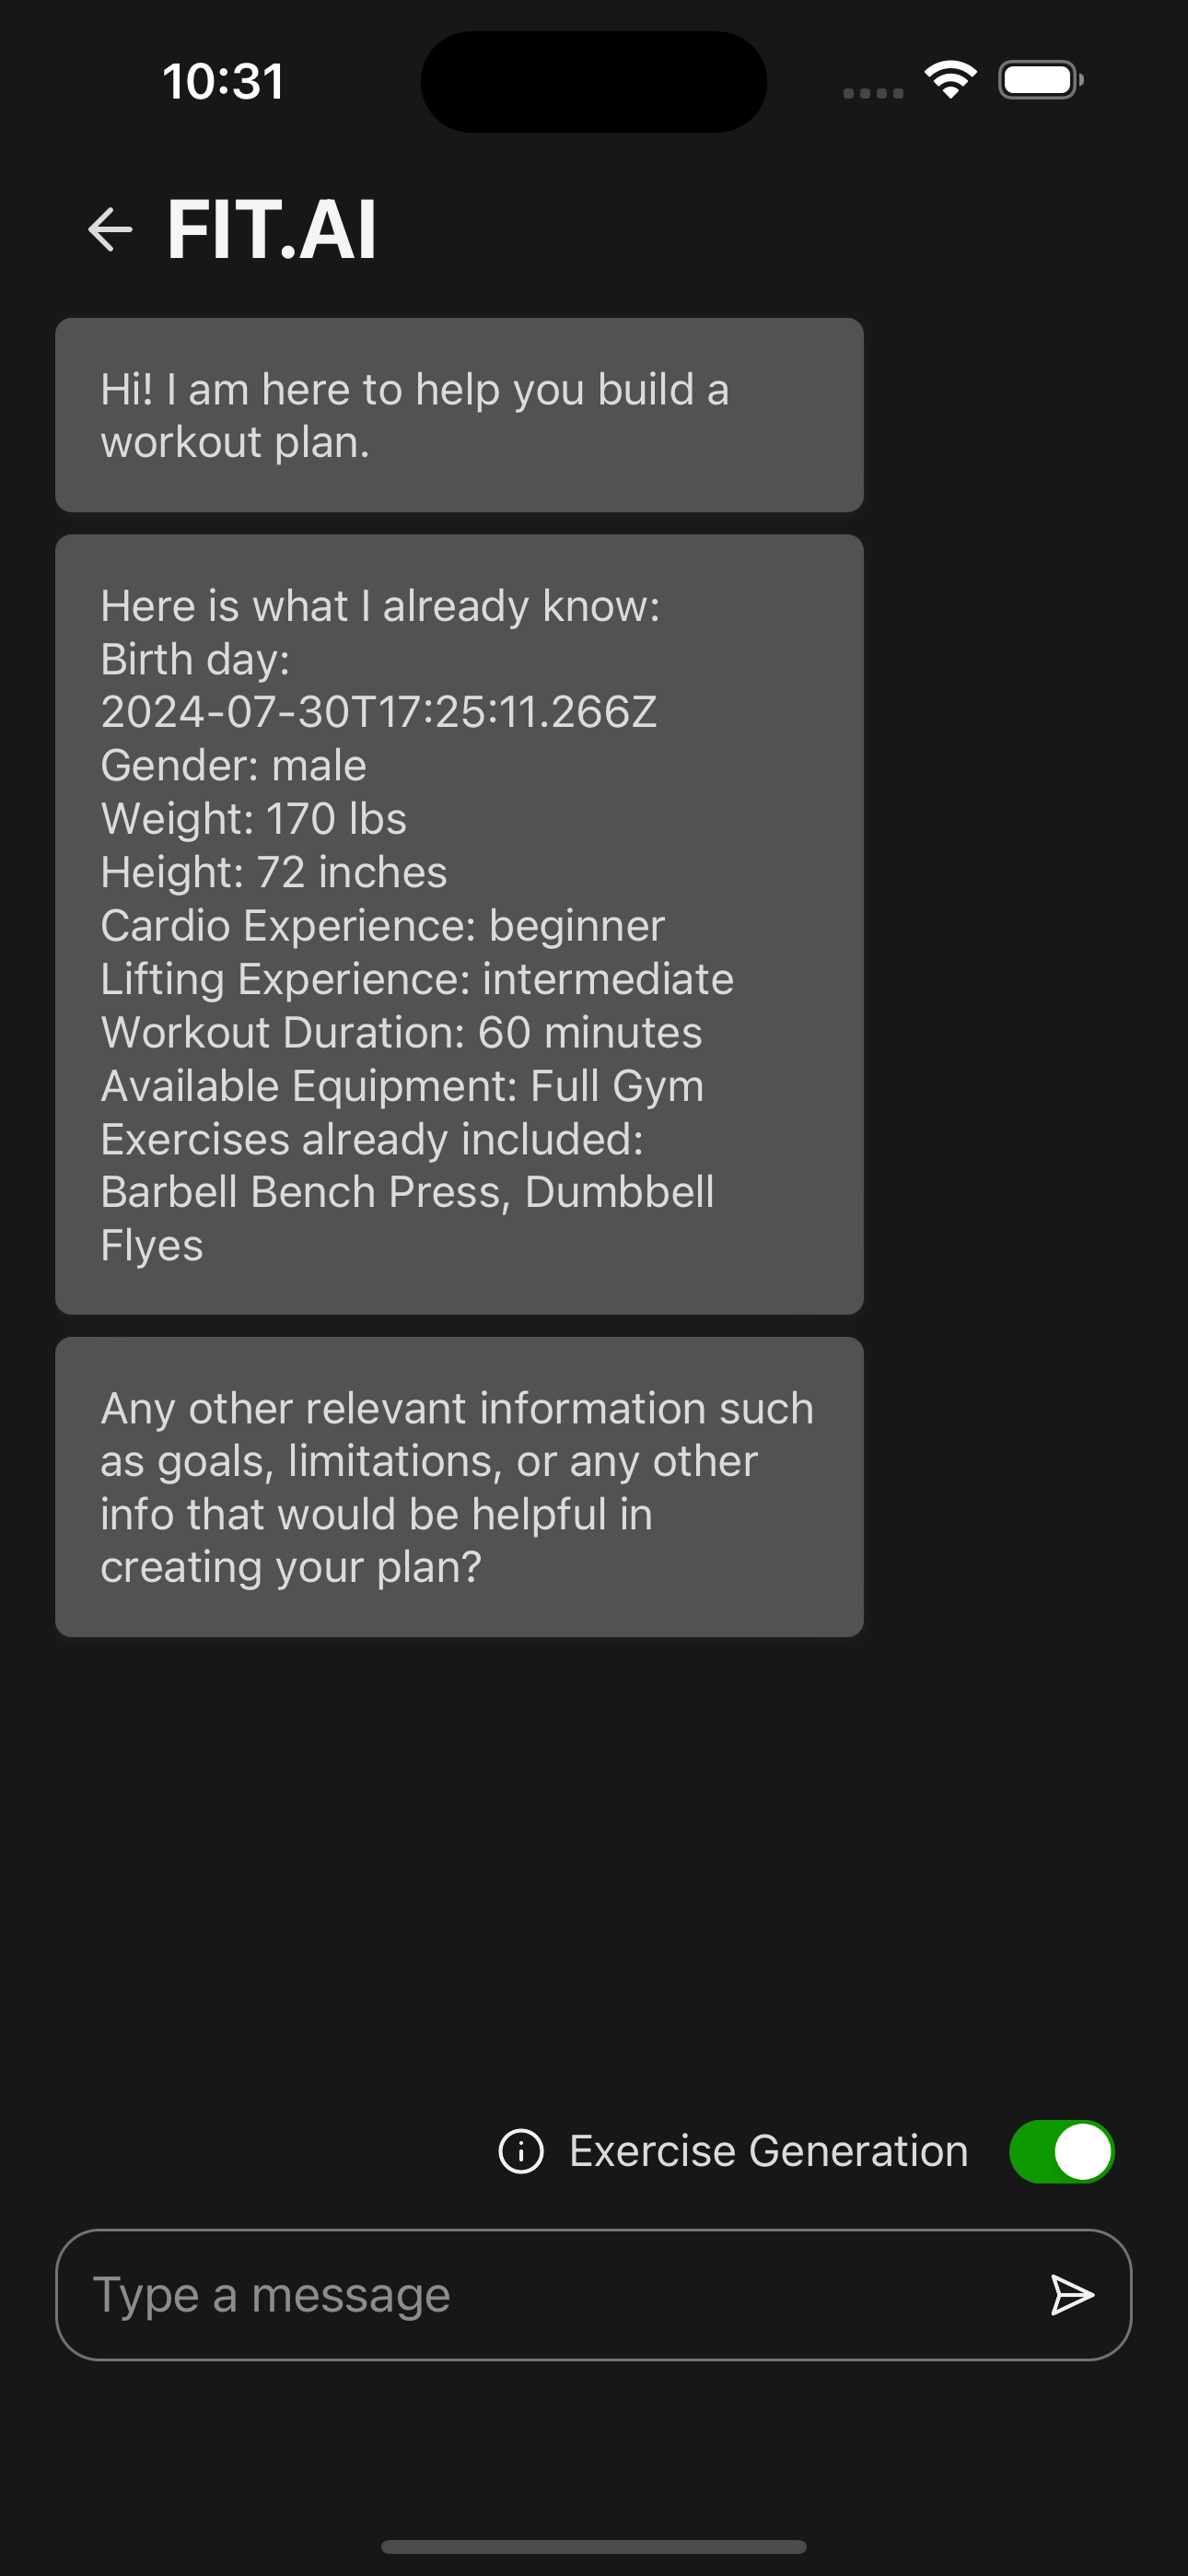 10:31
FIT.AI
Hi! I am here to help you build a
workout plan.
Here is what I already know:
Birth day:
2024-07-30T17:25:11.266Z
Gender: male
Weight: 170 lbs
Height: 72 inches
Cardio Experience: beginner
Lifting Experience: intermediate
Workout Duration: 60 minutes
Available Equipment: Full Gym
Exercises already included:
Barbell Bench Press, Dumbbell
Flyes
Any other relevant information such
as goals, limitations, or any other
info that would be helpful in
creating your plan?
Exercise Generation
Type a message